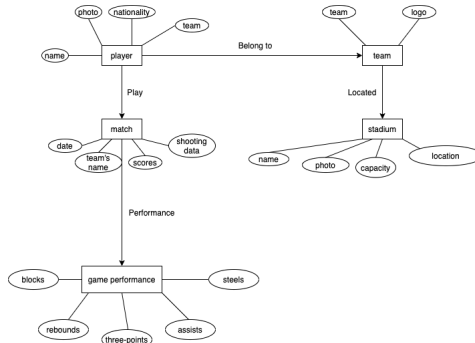 photo
nationality
team
name
player
Belong to
team
logo
team
Play
Located
match
date
team's
name
scores
shooting
data
stadium
name
photo
capacity
location
Performance
game performance
blocks
steels
rebounds
three-points
assists